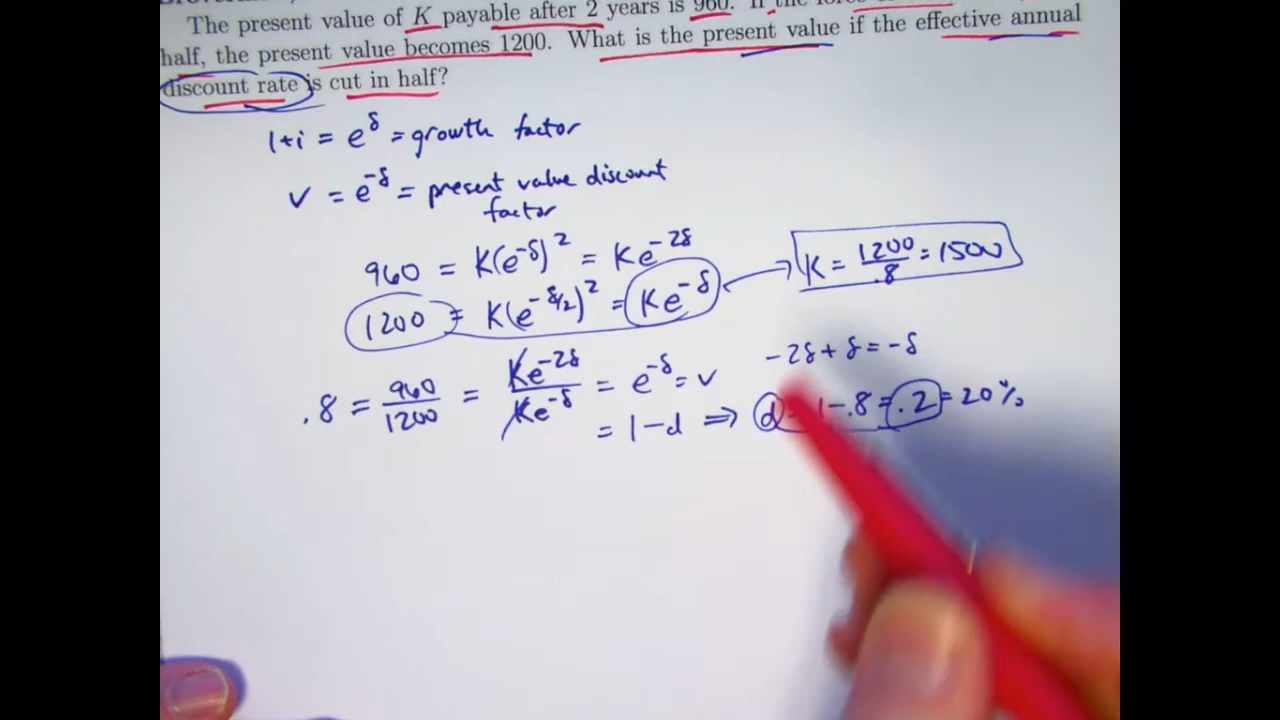 The present value of K payable after 2 years is 960. If the force
half, the present value becomes 1200. What is the present value if the effective annual
discount rate is cut in half?
1+i = e^δ = growth factor
v = e^-δ = present value discount
factor
960 = K(e^-δ)^2 = Ke^-2δ
1200 = K(e^-δ/2)^2 = Ke^-δ
K = 1200/.8 = 1500
-2δ + δ = -δ
.8 = 960/1200 = Ke^-2δ/Ke^-δ = e^-δ = v
= 1-d ⇒ d = 1-.8 = .2 = 20%